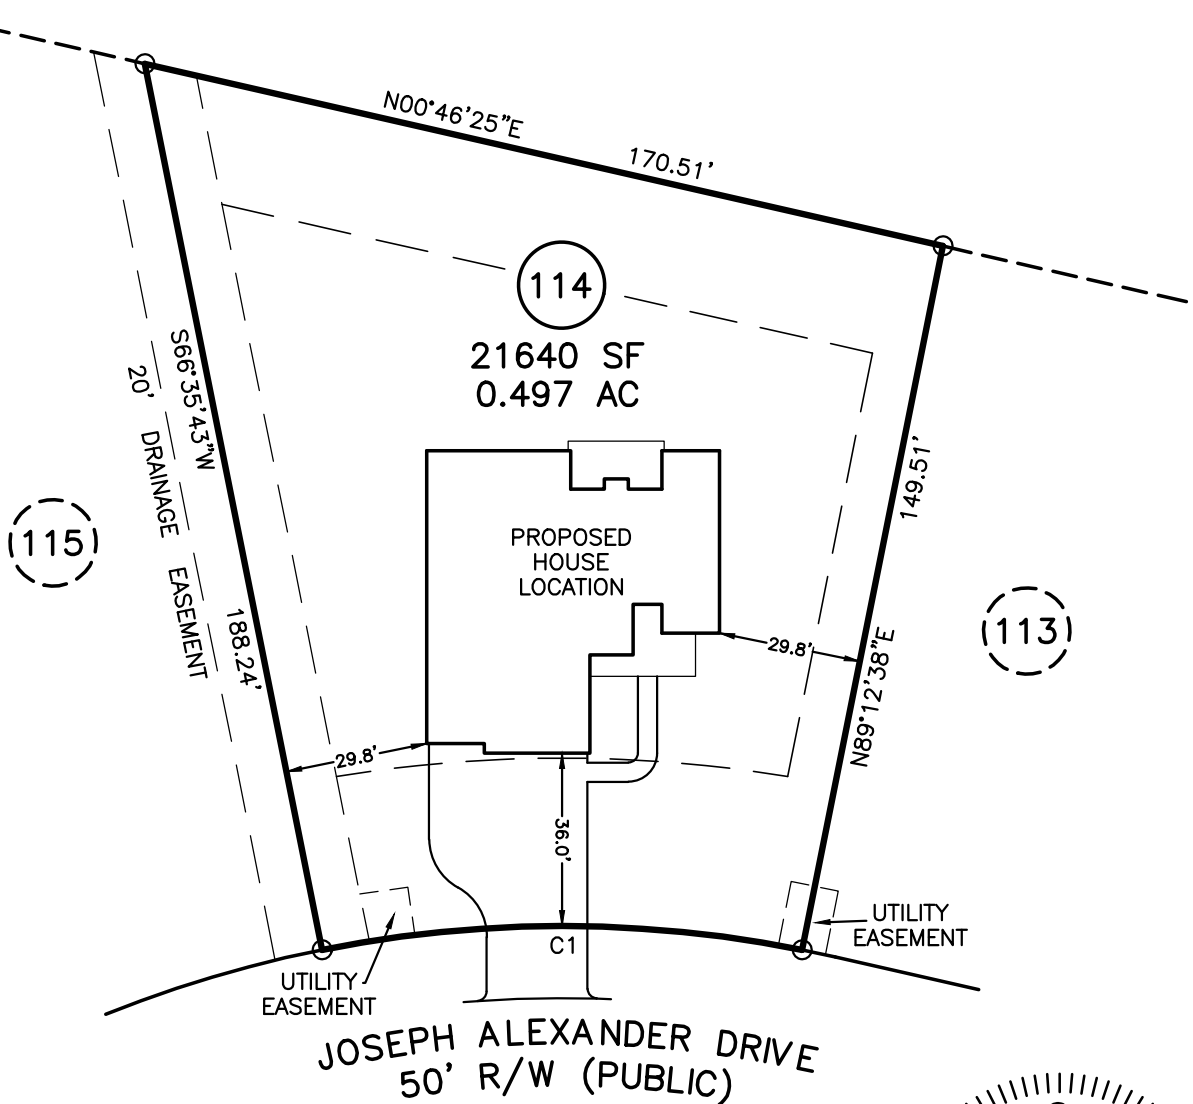 N00°46'25"E
170.51'
114
21640 SF
0.497 AC
S66°35'43"W
188.24'
20' DRAINAGE EASEMENT
149.51'
N89°12'38"E
115
113
PROPOSED
HOUSE
LOCATION
29.8'
29.8'
36.0'
C1
UTILITY
EASEMENT
UTILITY
EASEMENT
JOSEPH ALEXANDER DRIVE
50' R/W (PUBLIC)